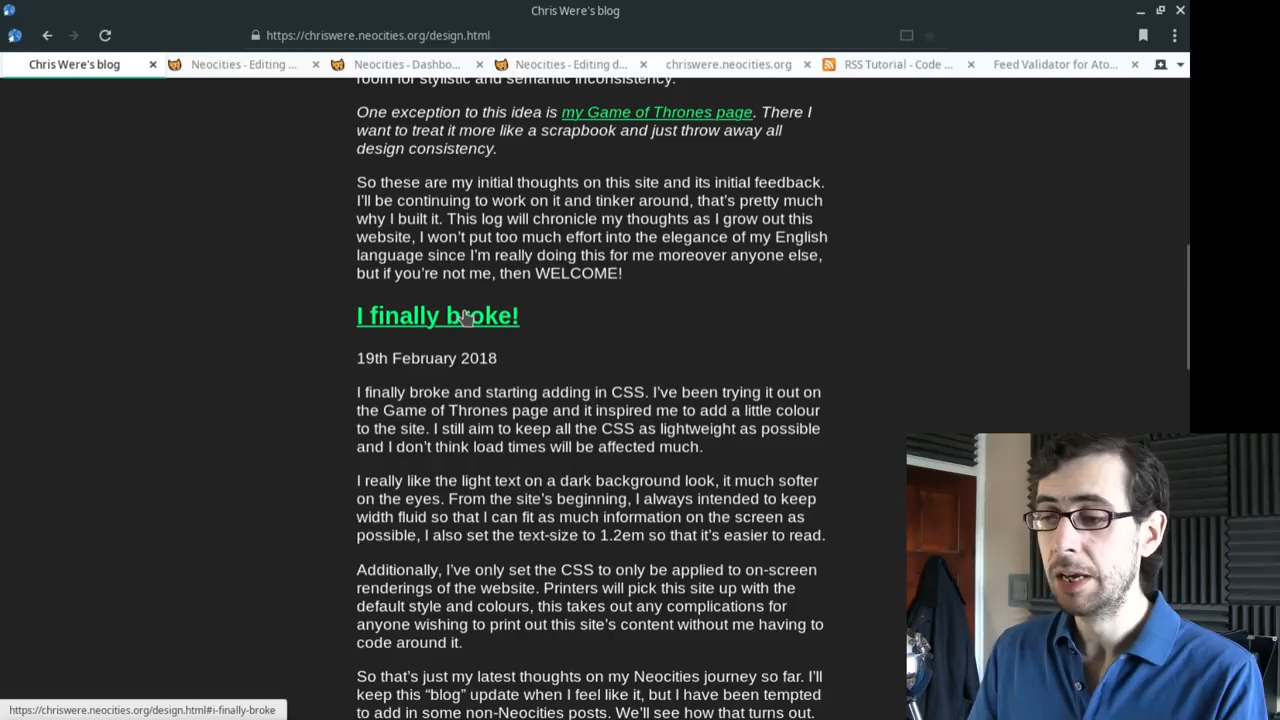 Chris Were's blog
https://chriswere.neocities.org/design.html
Chris Were's blog
Neocities - Editing ...
Neocities - Dashbo...
Neocities - Editing d...
chriswere.neocities.org
RSS Tutorial - Code ...
Feed Validator for Ato...
room for stylistic and semantic inconsistency.
One exception to this idea is my Game of Thrones page. There I
want to treat it more like a scrapbook and just throw away all
design consistency.
So these are my initial thoughts on this site and its initial feedback.
I'll be continuing to work on it and tinker around, that's pretty much
why I built it. This log will chronicle my thoughts as I grow out this
website, I won't put too much effort into the elegance of my English
language since I'm really doing this for me moreover anyone else,
but if you're not me, then WELCOME!
I finally broke!
19th February 2018
I finally broke and starting adding in CSS. I've been trying it out on
the Game of Thrones page and it inspired me to add a little colour
to the site. I still aim to keep all the CSS as lightweight as possible
and I don't think load times will be affected much.
I really like the light text on a dark background look, it much softer
on the eyes. From the site's beginning, I always intended to keep
width fluid so that I can fit as much information on the screen as
possible, I also set the text-size to 1.2em so that it's easier to read.
Additionally, I've only set the CSS to only be applied to on-screen
renderings of the website. Printers will pick this site up with the
default style and colours, this takes out any complications for
anyone wishing to print out this site's content without me having to
code around it.
So that's just my latest thoughts on my Neocities journey so far. I'll
keep this “blog” update when I feel like it, but I have been tempted
to add in some non-Neocities posts. We'll see how that turns out.
https://chriswere.neocities.org/design.html#i-finally-broke